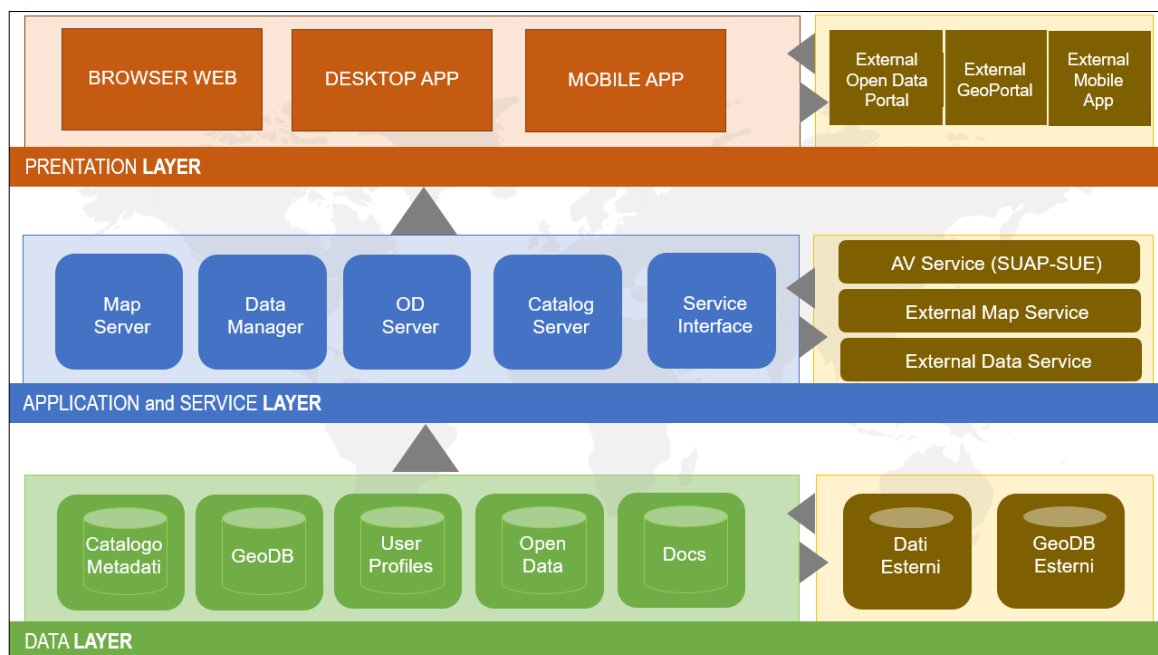 BROWSER WEB
DESKTOP APP
MOBILE APP
External
Open Data
Portal
External
GeoPortal
External
Mobile
App
PRENTATION LAYER
Map
Server
Data
Manager
OD
Server
Catalog
Server
Service
Interface
AV Service (SUAP-SUE)
External Map Service
External Data Service
APPLICATION and SERVICE LAYER
Catalogo
Metadati
GeoDB
User
Profiles
Open
Data
Docs
Dati
Esterni
GeoDB
Esterni
DATA LAYER